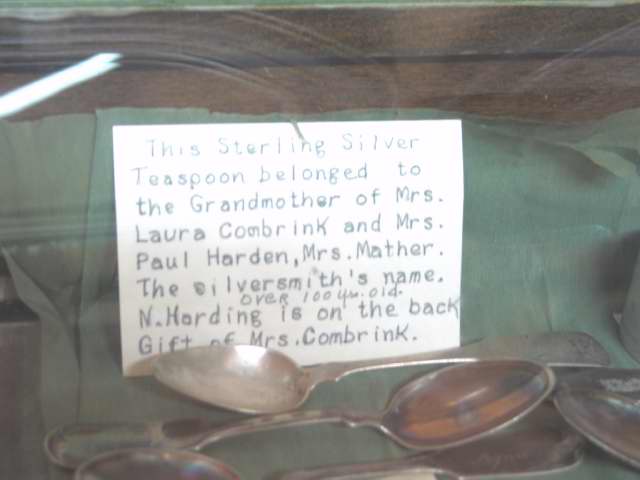 This Sterling Silver
Teaspoon belonged to
the Grandmother of Mrs.
Laura Combrink and Mrs.
Paul Harden, Mrs. Mather.
The silversmith's name.
over 100 yrs. old.
N. Harding is on the back
Gift of Mrs. Combrink.